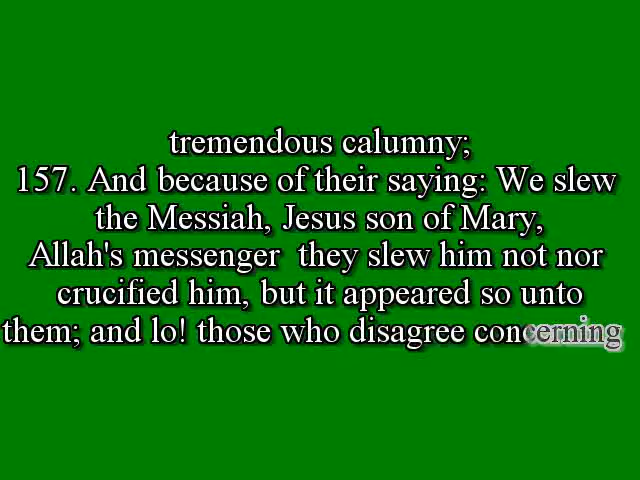 tremendous calumny;
157. And because of their saying: We slew
the Messiah, Jesus son of Mary,
Allah's messenger  they slew him not nor
crucified him, but it appeared so unto
them; and lo! those who disagree concerning